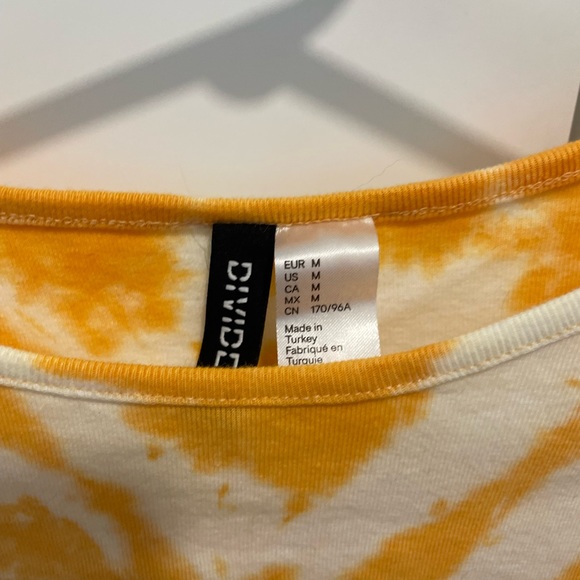 DIVIDE
EUR M
US M
CA M
MX M
CN 170/96A
Made in
Turkey
Fabriqué en
Turquie